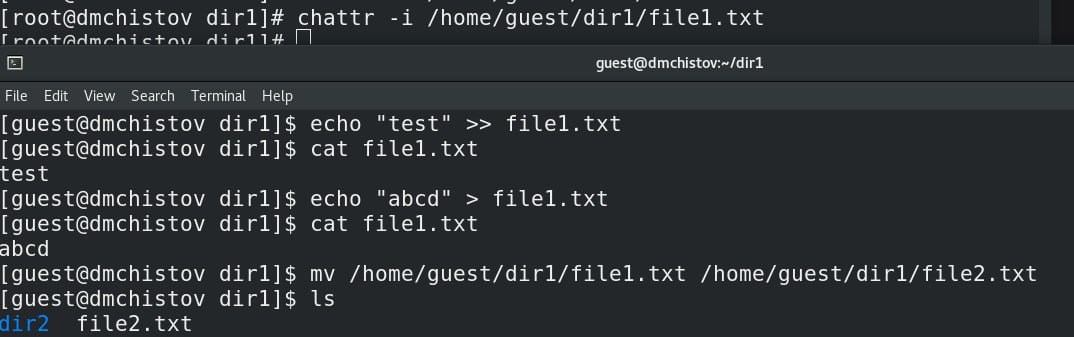 [root@dmchistov dir1]# chattr -i /home/guest/dir1/file1.txt
[root@dmchistov dir1]#
guest@dmchistov:~/dir1
File Edit View Search Terminal Help
[guest@dmchistov dir1]$ echo "test" >> file1.txt
[guest@dmchistov dir1]$ cat file1.txt
test
[guest@dmchistov dir1]$ echo "abcd" > file1.txt
[guest@dmchistov dir1]$ cat file1.txt
abcd
[guest@dmchistov dir1]$ mv /home/guest/dir1/file1.txt /home/guest/dir1/file2.txt
[guest@dmchistov dir1]$ ls
dir2 file2.txt